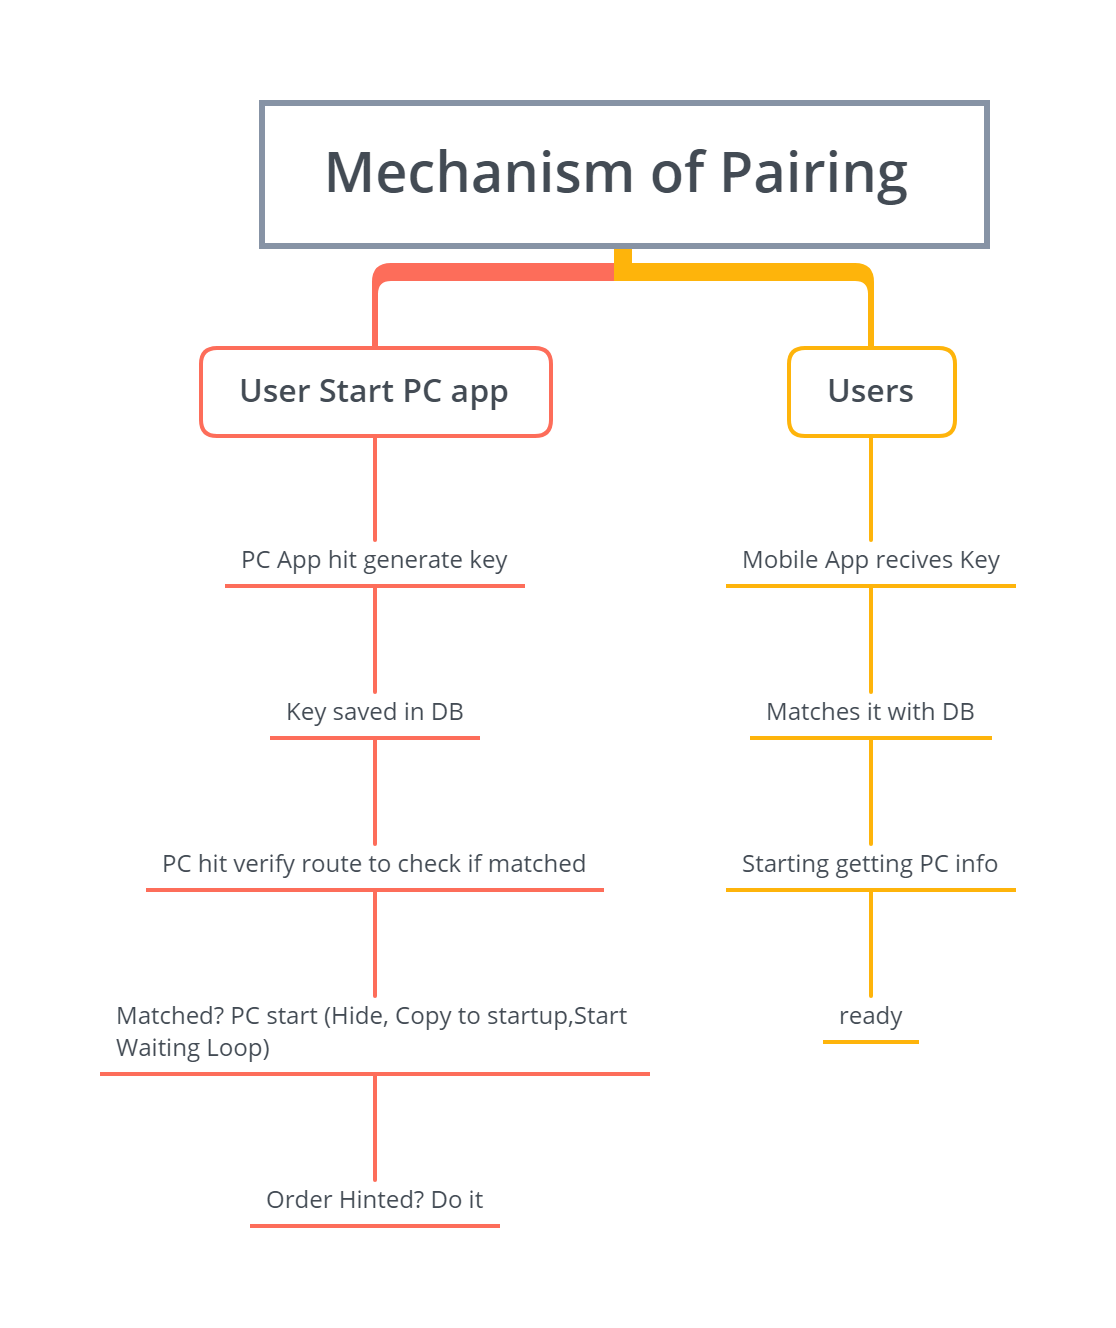 Mechanism of Pairing
User Start PC app
PC App hit generate key
Key saved in DB
PC hit verify route to check if matched
Matched? PC start (Hide, Copy to startup,Start
Waiting Loop)
Order Hinted? Do it
Users
Mobile App recives Key
Matches it with DB
Starting getting PC info
ready